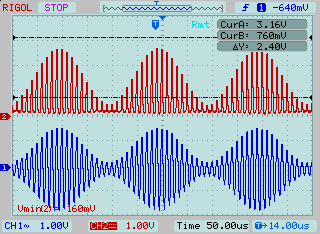 RIGOL STOP T 1 -640mV
Rmt CurA: 3.16V
T CurB: 760mV
ΔY: 2.40V
2
1
Vmin(2)= 160mV
CH1~ 1.00V CH2 1.00V Time 50.00us T→14.00us